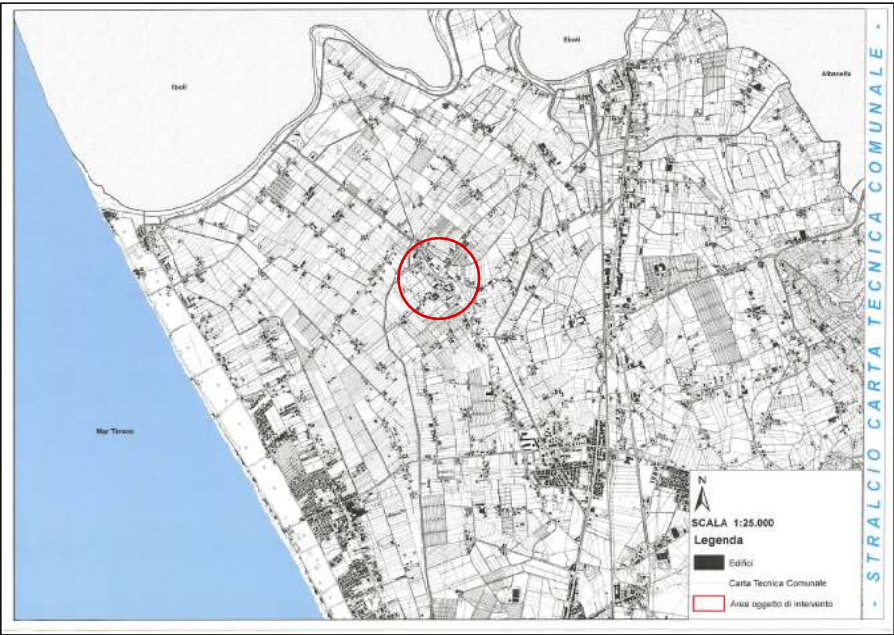 Eboli
Eboli
Albanella
Mar Tirreno
N
SCALA 1:25.000
Legenda
Edifici
Carta Tecnica Comunale
Area oggetto di intervento
- STRALCIO CARTA TECNICA COMUNALE -